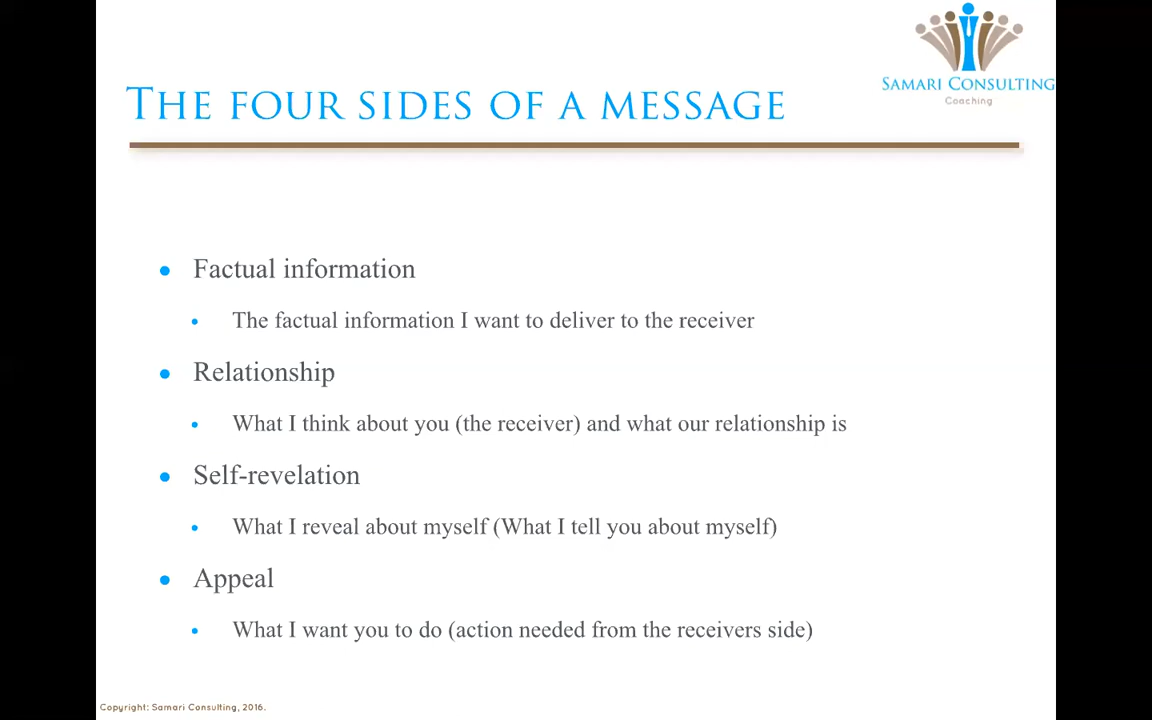 SAMARI CONSULTING
Coaching
THE FOUR SIDES OF A MESSAGE
Factual information
The factual information I want to deliver to the receiver
Relationship
What I think about you (the receiver) and what our relationship is
Self-revelation
What I reveal about myself (What I tell you about myself)
Appeal
What I want you to do (action needed from the receivers side)
Copyright: Samari Consulting, 2016.